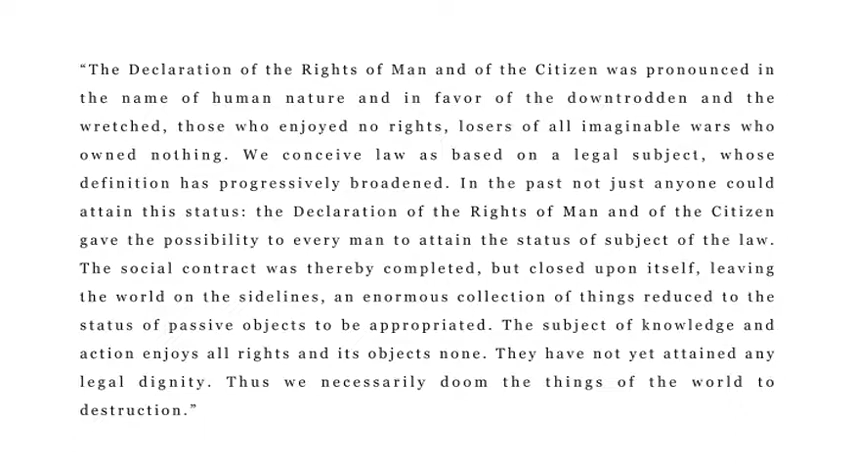 “The Declaration of the Rights of Man and of the Citizen was pronounced in
the name of human nature and in favor of the downtrodden and the
wretched, those who enjoyed no rights, losers of all imaginable wars who
owned nothing. We conceive law as based on a legal subject, whose
definition has progressively broadened. In the past not just anyone could
attain this status: the Declaration of the Rights of Man and of the Citizen
gave the possibility to every man to attain the status of subject of the law.
The social contract was thereby completed, but closed upon itself, leaving
the world on the sidelines, an enormous collection of things reduced to the
status of passive objects to be appropriated. The subject of knowledge and
action enjoys all rights and its objects none. They have not yet attained any
legal dignity. Thus we necessarily doom the things of the world to
destruction.”